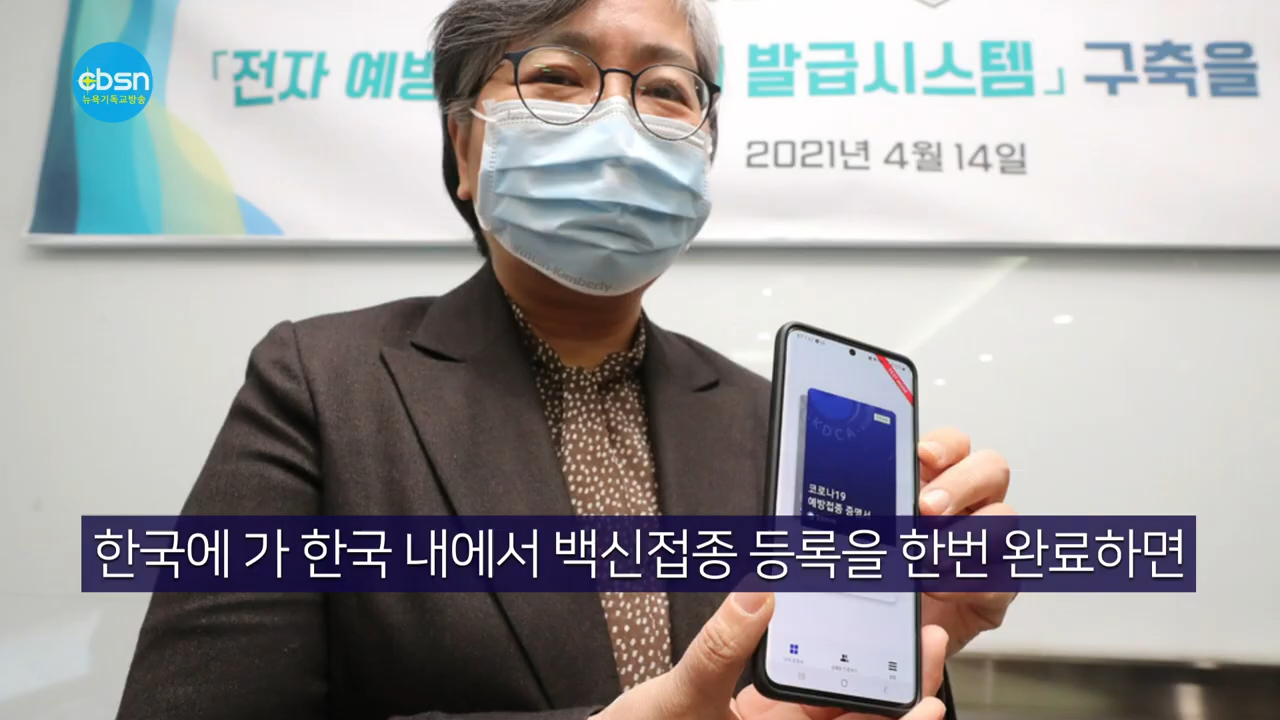 cbsn
뉴욕기독교방송
「전자 예방 발급시스템」 구축을
2021년 4월 14일
Kimberly
KDCA
코로나19
예방접종 증명서
한국에 가 한국 내에서 백신접종 등록을 한번 완료하면